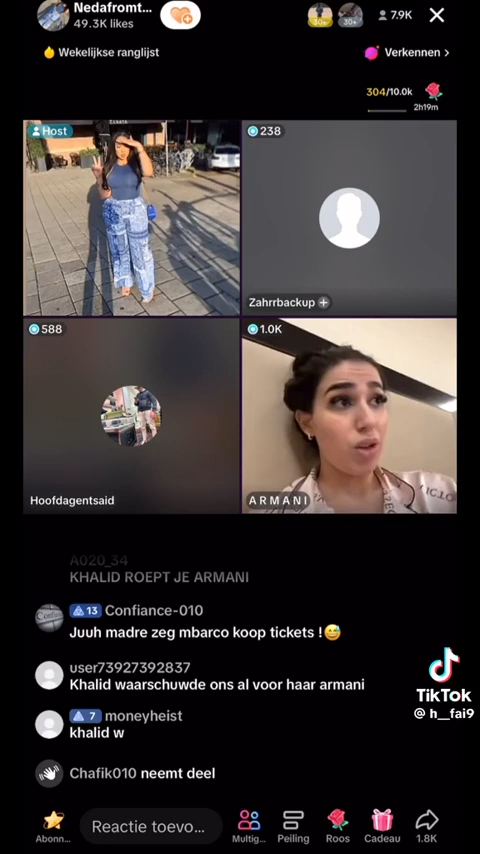 Nedafromt...
49.3K likes
30+
30+
7.9K
Wekelijkse ranglijst
Verkennen >
304/10.0k
2h19m
Host
238
Zahrrbackup
588
1.0K
Hoofdagentsaid
A R M A N I
A020_34
KHALID ROEPT JE ARMANI
13 Confiance-010
Juuh madre zeg mbarco koop tickets !😅
user73927392837
Khalid waarschuwde ons al voor haar armani
7 moneyheist
khalid w
Chafik010 neemt deel
TikTok
@ h__fai9
Abonn...
Reactie toevo...
Multig...
Peiling
Roos
Cadeau
1.8K